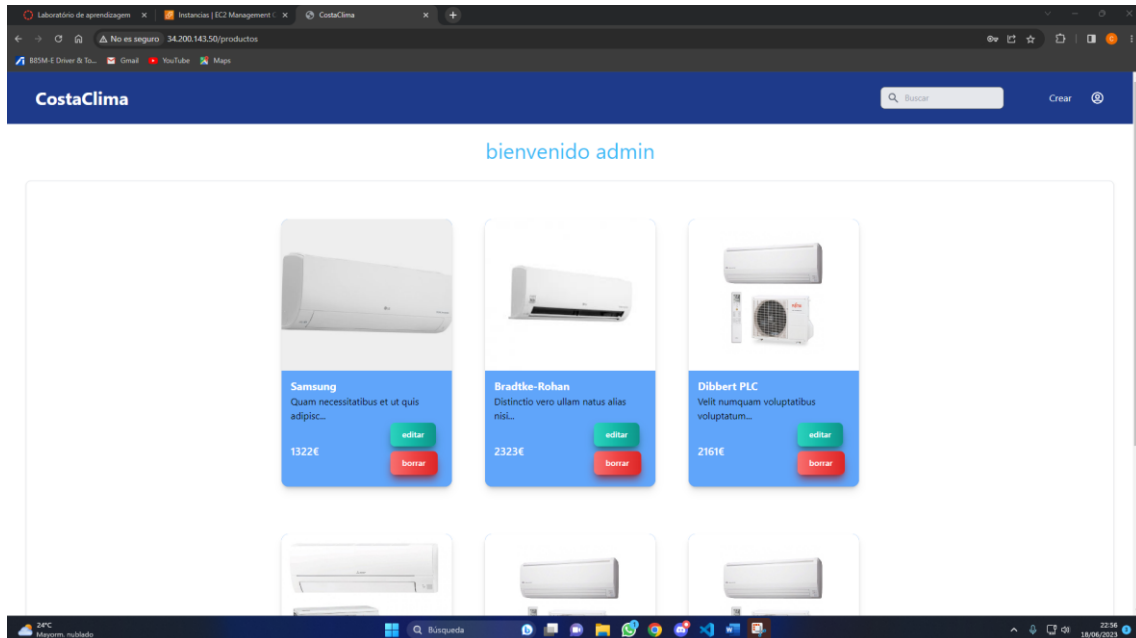 Laboratório de aprendizagem
Instancias | EC2 Management C
CostaClima
No es seguro 34.200.143.50/productos
B85M-E Driver & To...
Gmail
YouTube
Maps
CostaClima
Buscar
Crear
bienvenido admin
Samsung
Quam necessitatibus et ut quis
adipisc...
editar
1322€
borrar
Bradtke-Rohan
Distinctio vero ullam natus alias
nisi...
editar
2323€
borrar
Dibbert PLC
Velit numquam voluptatibus
voluptatum...
editar
2161€
borrar
24°C
Mayorm. nublado
Búsqueda
22:56
18/06/2023